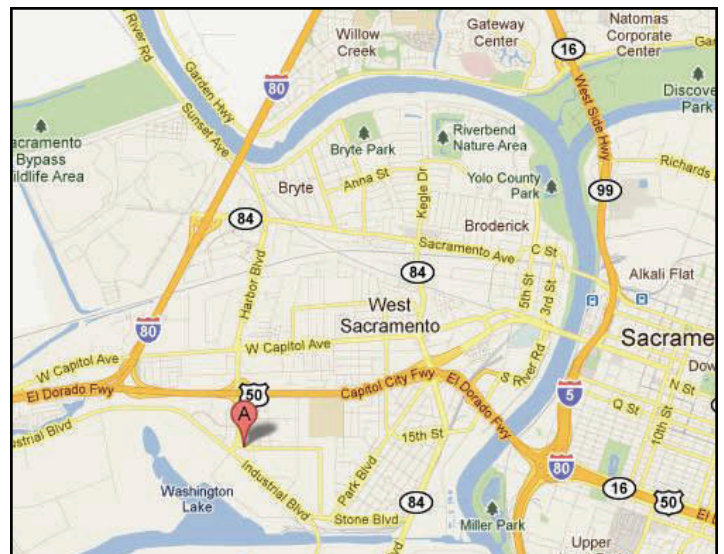 Willow
Creek
Gateway
Center
Natomas
Corporate
Center
16
River Rd
Garden Hwy
Sunset Ave
80
West Side Hwy
Discove
Park
acramento
Bypass
ildlife Area
Bryte Park
Riverbend
Nature Area
Anna St
Kegle Dr
Yolo County
Park
Richards
99
Bryte
Broderick
84
Sacramento Ave
C St
Harbor Blvd
84
5th St
3rd St
Alkali Flat
West
Sacramento
80
W Capitol Ave
W Capitol Ave
River Rd
Sacrame
Dow
El Dorado Fwy
50
Capitol City Fwy
El Dorado Fwy
S
5
N St
Q St
10th St
A
ustrial Blvd
15th St
Industrial Blvd
Park Blvd
80
16
50
El D
Washington
Lake
84
Stone Blvd
Miller Park
Upper